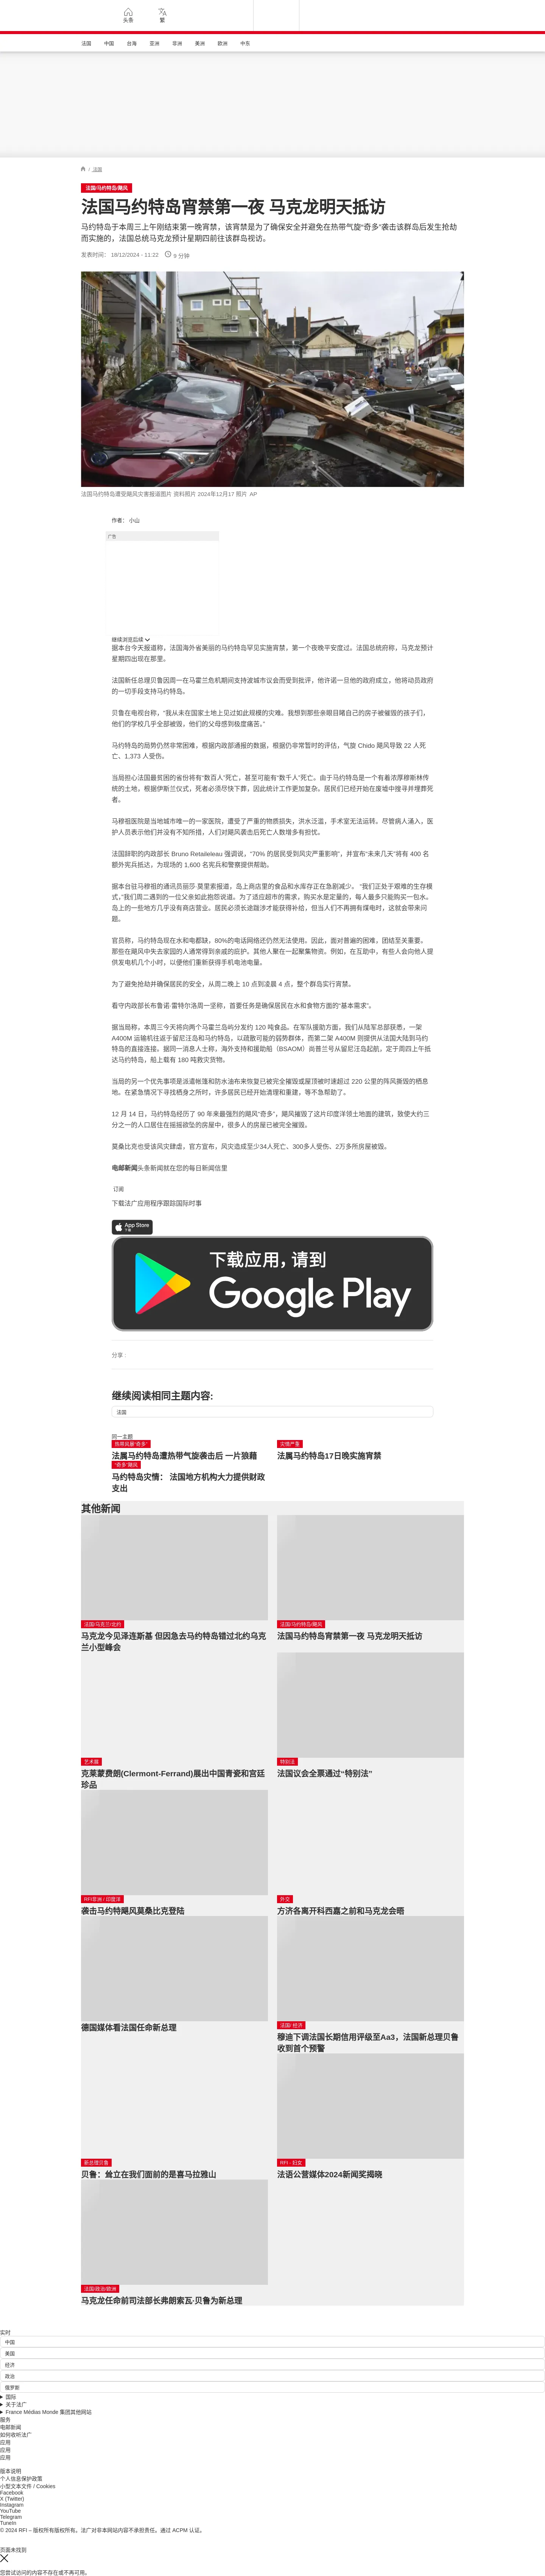 头条
繁
法国
中国
台海
亚洲
非洲
美洲
欧洲
中东
法国
法国/马约特岛/飓风
法国马约特岛宵禁第一夜 马克龙明天抵访
马约特岛于本周三上午刚结束第一晚宵禁，该宵禁是为了确保安全并避免在热带气旋“奇多”袭击该群岛后发生抢劫
而实施的，法国总统马克龙预计星期四前往该群岛视访。
发表时间： 18/12/2024 - 11:22
9 分钟
法国马约特岛遭受飓风灾害报道图片 资料照片 2024年12月17 照片 AP
作者： 小山
广告
继续浏览后续
据本台今天报道称，法国海外省美丽的马约特岛罕见实施宵禁，第一个夜晚平安度过。法国总统府称，马克龙预计
星期四出现在那里。
法国新任总理贝鲁因周一在马霍兰危机期间支持波城市议会而受到批评，他许诺一旦他的政府成立，他将动员政府
的一切手段支持马约特岛。
贝鲁在电视台称，“我从未在国家土地上见过如此规模的灾难。我想到那些亲眼目睹自己的房子被催毁的孩子们，
他们的学校几乎全部被毁，他们的父母感到极度痛苦。”
马约特岛的局势仍然非常困难，根据内政部通报的数据，根据仍非常暂时的评估，气旋 Chido 飓风导致 22 人死
亡、1,373 人受伤。
当局担心法国最贫困的省份将有“数百人”死亡，甚至可能有“数千人”死亡。由于马约特岛是一个有着浓厚穆斯林传
统的土地，根据伊斯兰仪式，死者必须尽快下葬，因此统计工作更加复杂。居民们已经开始在废墟中搜寻并埋葬死
者。
马穆祖医院是当地城市唯一的一家医院，遭受了严重的物质损失，洪水泛滥，手术室无法运转。尽管病人涌入，医
护人员表示他们并没有不知所措，人们对飓风袭击后死亡人数增多有担忧。
法国辞职的内政部长 Bruno Retaileleau 强调说，“70% 的居民受到风灾严重影响”，并宣布“未来几天”将有 400 名
额外宪兵抵达，为现场的 1,600 名宪兵和警察提供帮助。
据本台驻马穆祖的通讯员丽莎·莫里索报道，岛上商店里的食品和水库存正在急剧减少。 “我们正处于艰难的生存模
式，”我们周二遇到的一位父亲如此抱怨说道。为了适应超市的需求，购买水是定量的，每人最多只能购买一包水。
岛上的一些地方几乎没有商店营业。居民必须长途跋涉才能获得补给，但当人们不再拥有煤电时，这就会带来问
题。
官员称，马约特岛现在水和电都缺，80%的电话网络还仍然无法使用。因此，面对普遍的困难，团结至关重要。
那些在飓风中失去家园的人通常得到亲戚的庇护。其他人聚在一起聚集物资。例如，在互助中，有些人会向他人提
供发电机几个小时，以便他们重新获得手机电池电量。
为了避免抢劫并确保居民的安全，从周二晚上 10 点到凌晨 4 点，整个群岛实行宵禁。
看守内政部长布鲁诺·雷特尔洛周一坚称，首要任务是确保居民在水和食物方面的“基本需求”。
据当局称，本周三今天将向两个马霍兰岛屿分发约 120 吨食品。在军队援助方面，我们从陆军总部获悉，一架
A400M 运输机往返于留尼汪岛和马约特岛，以疏散可能的弱势群体，而第二架 A400M 则提供从法国大陆到马约
特岛的直接连接。据同一消息人士称，海外支持和援助船（BSAOM）尚普兰号从留尼汪岛起航，定于周四上午抵
达马约特岛，船上载有 180 吨救灾货物。
当局的另一个优先事项是派遣帐篷和防水油布来恢复已被完全摧毁或屋顶被时速超过 220 公里的阵风撕毁的栖息
地。在紧急情况下寻找栖身之所时，许多居民已经开始清理和重建，等不急帮助了。
12 月 14 日，马约特岛经历了 90 年来最强烈的飓风“奇多”，飓风摧毁了这片印度洋领土地面的建筑，致使大约三
分之一的人口居住在摇摇欲坠的房屋中，很多人的房屋已被完全摧毁。
莫桑比克也受该风灾肆虐，官方宣布，风灾造成至少34人死亡、300多人受伤、2万多所房屋被毁。
电邮新闻头条新闻就在您的每日新闻信里
订阅
下载法广应用程序跟踪国际时事
App Store
下载
下载应用，请到
Google Play
分享 :
继续阅读相同主题内容:
法国
同一主题
热带风暴“奇多”
法属马约特岛遭热带气旋袭击后 一片狼藉
灾情严重
法属马约特岛17日晚实施宵禁
“奇多”飓风
马约特岛灾情： 法国地方机构大力提供财政
支出
其他新闻
法国/乌克兰/北约
马克龙今见泽连斯基 但因急去马约特岛错过北约乌克
兰小型峰会
法国/马约特岛/飓风
法国马约特岛宵禁第一夜 马克龙明天抵访
艺术展
克莱蒙费朗(Clermont-Ferrand)展出中国青瓷和宫廷
珍品
特别法
法国议会全票通过“特别法”
RFI非洲 / 印度洋
袭击马约特飓风莫桑比克登陆
外交
方济各离开科西嘉之前和马克龙会晤
德国媒体看法国任命新总理
法国/ 经济
穆迪下调法国长期信用评级至Aa3，法国新总理贝鲁
收到首个预警
新总理贝鲁
贝鲁：耸立在我们面前的是喜马拉雅山
RFI - 妇女
法语公营媒体2024新闻奖揭晓
法国/政治/欧洲
马克龙任命前司法部长弗朗索瓦·贝鲁为新总理
实时
中国
美国
经济
政治
俄罗斯
国际
关于法广
France Médias Monde 集团其他网站
服务
电邮新闻
如何收听法广
应用
应用
应用
版本说明
个人信息保护政策
小型文本文件 / Cookies
Facebook
X (Twitter)
Instagram
YouTube
Telegram
TuneIn
© 2024 RFI – 版权所有版权所有。法广对非本网站内容不承担责任。通过 ACPM 认证。
页面未找到
您尝试访问的内容不存在或不再可用。